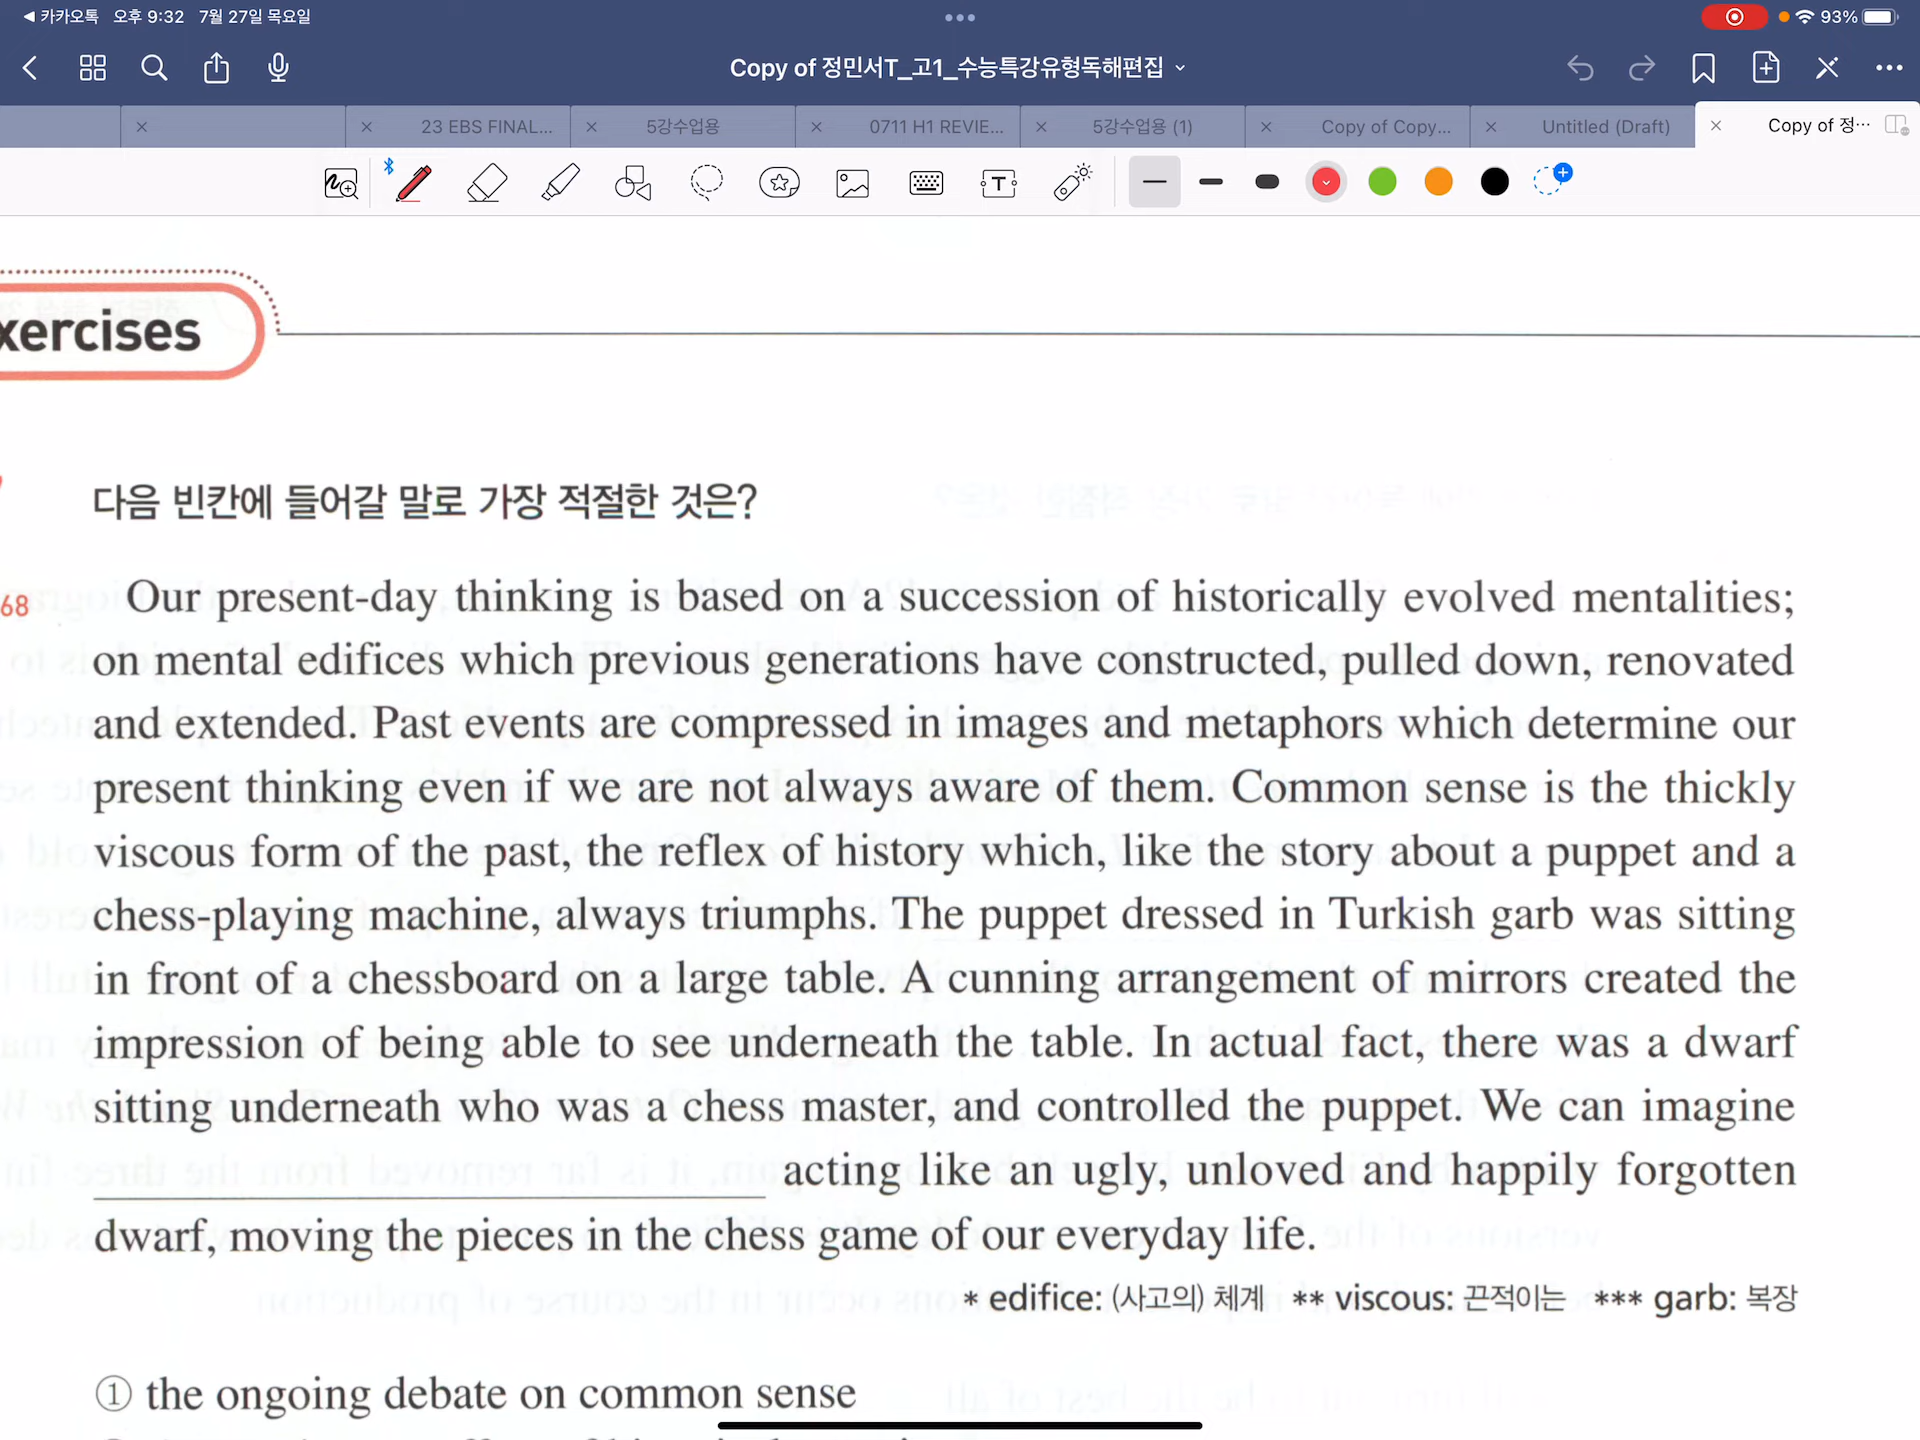 ◀ 카카오톡 오후 9:32 7월 27일 목요일
93%
Copy of 정민서T_고1_수능특강유형독해편집
23 EBS FINAL...
5강수업용
0711 H1 REVIE...
5강수업용 (1)
Copy of Copy...
Untitled (Draft)
Copy of 정...
xercises
다음 빈칸에 들어갈 말로 가장 적절한 것은?
68
Our present-day thinking is based on a succession of historically evolved mentalities;
on mental edifices which previous generations have constructed, pulled down, renovated
and extended. Past events are compressed in images and metaphors which determine our
present thinking even if we are not always aware of them. Common sense is the thickly
viscous form of the past, the reflex of history which, like the story about a puppet and a
chess-playing machine, always triumphs. The puppet dressed in Turkish garb was sitting
in front of a chessboard on a large table. A cunning arrangement of mirrors created the
impression of being able to see underneath the table. In actual fact, there was a dwarf
sitting underneath who was a chess master, and controlled the puppet. We can imagine
acting like an ugly, unloved and happily forgotten
dwarf, moving the pieces in the chess game of our everyday life.
* edifice: (사고의) 체계 ** viscous: 끈적이는 *** garb: 복장
① the ongoing debate on common sense